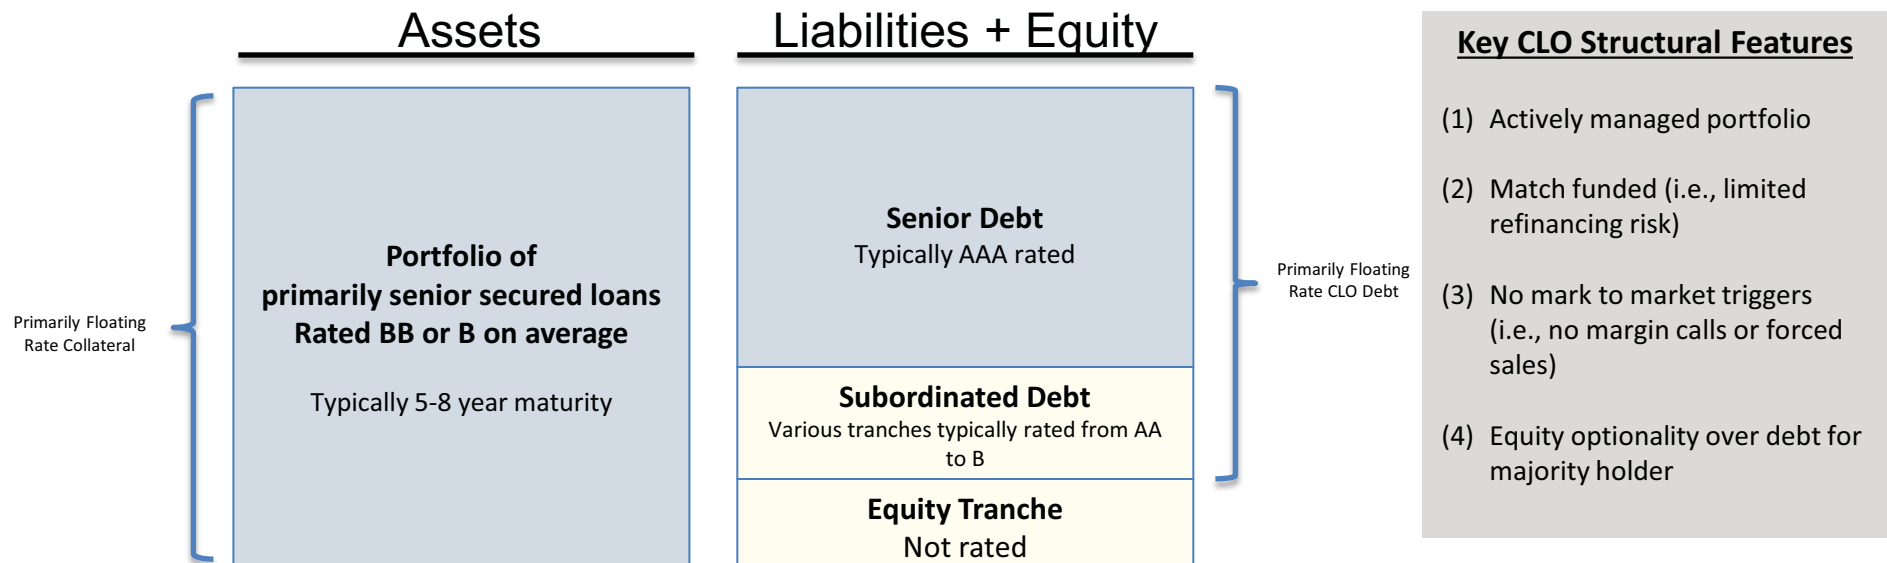 Assets
Liabilities + Equity
Primarily Floating
Rate Collateral
Portfolio of
primarily senior secured loans
Rated BB or B on average
Typically 5-8 year maturity
Senior Debt
Typically AAA rated
Subordinated Debt
Various tranches typically rated from AA
to B
Equity Tranche
Not rated
Primarily Floating
Rate CLO Debt
Key CLO Structural Features
(1) Actively managed portfolio
(2) Match funded (i.e., limited
refinancing risk)
(3) No mark to market triggers
(i.e., no margin calls or forced
sales)
(4) Equity optionality over debt for
majority holder